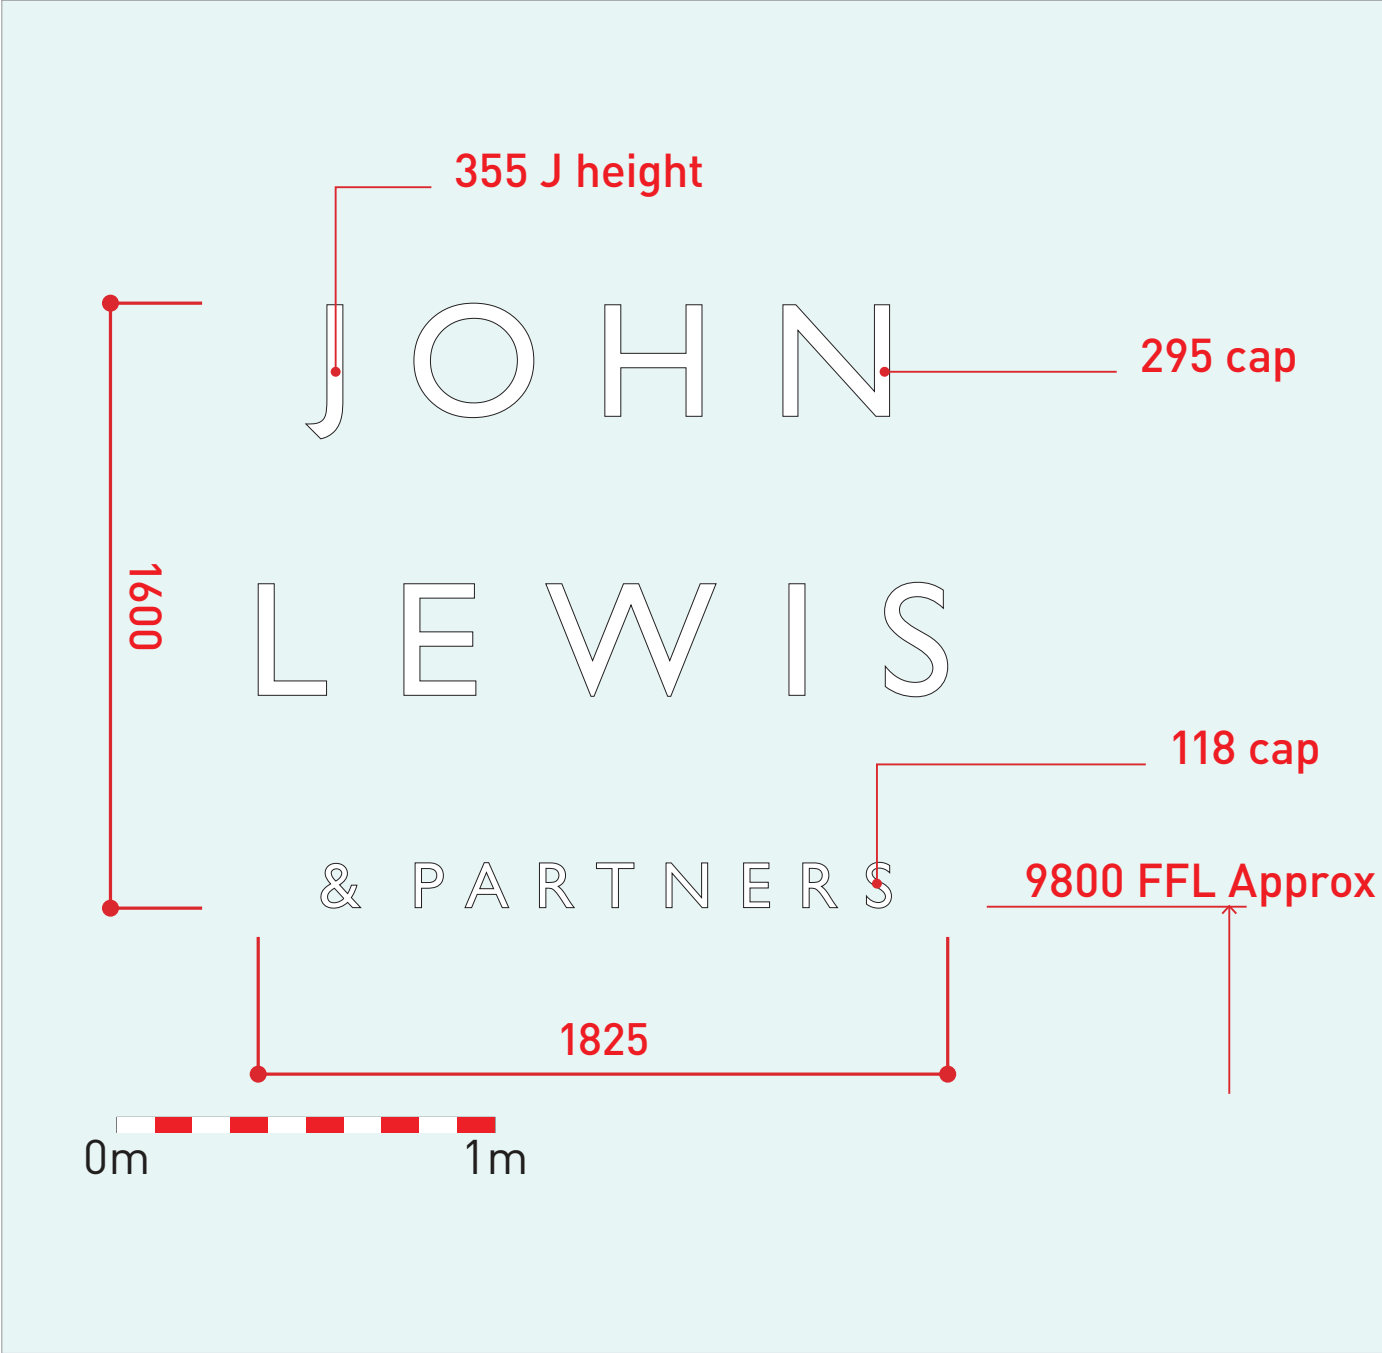 355 J height
JOHN
295 cap
1600
LEWIS
118 cap
& PARTNERS
9800 FFL Approx
1825
0m
1m